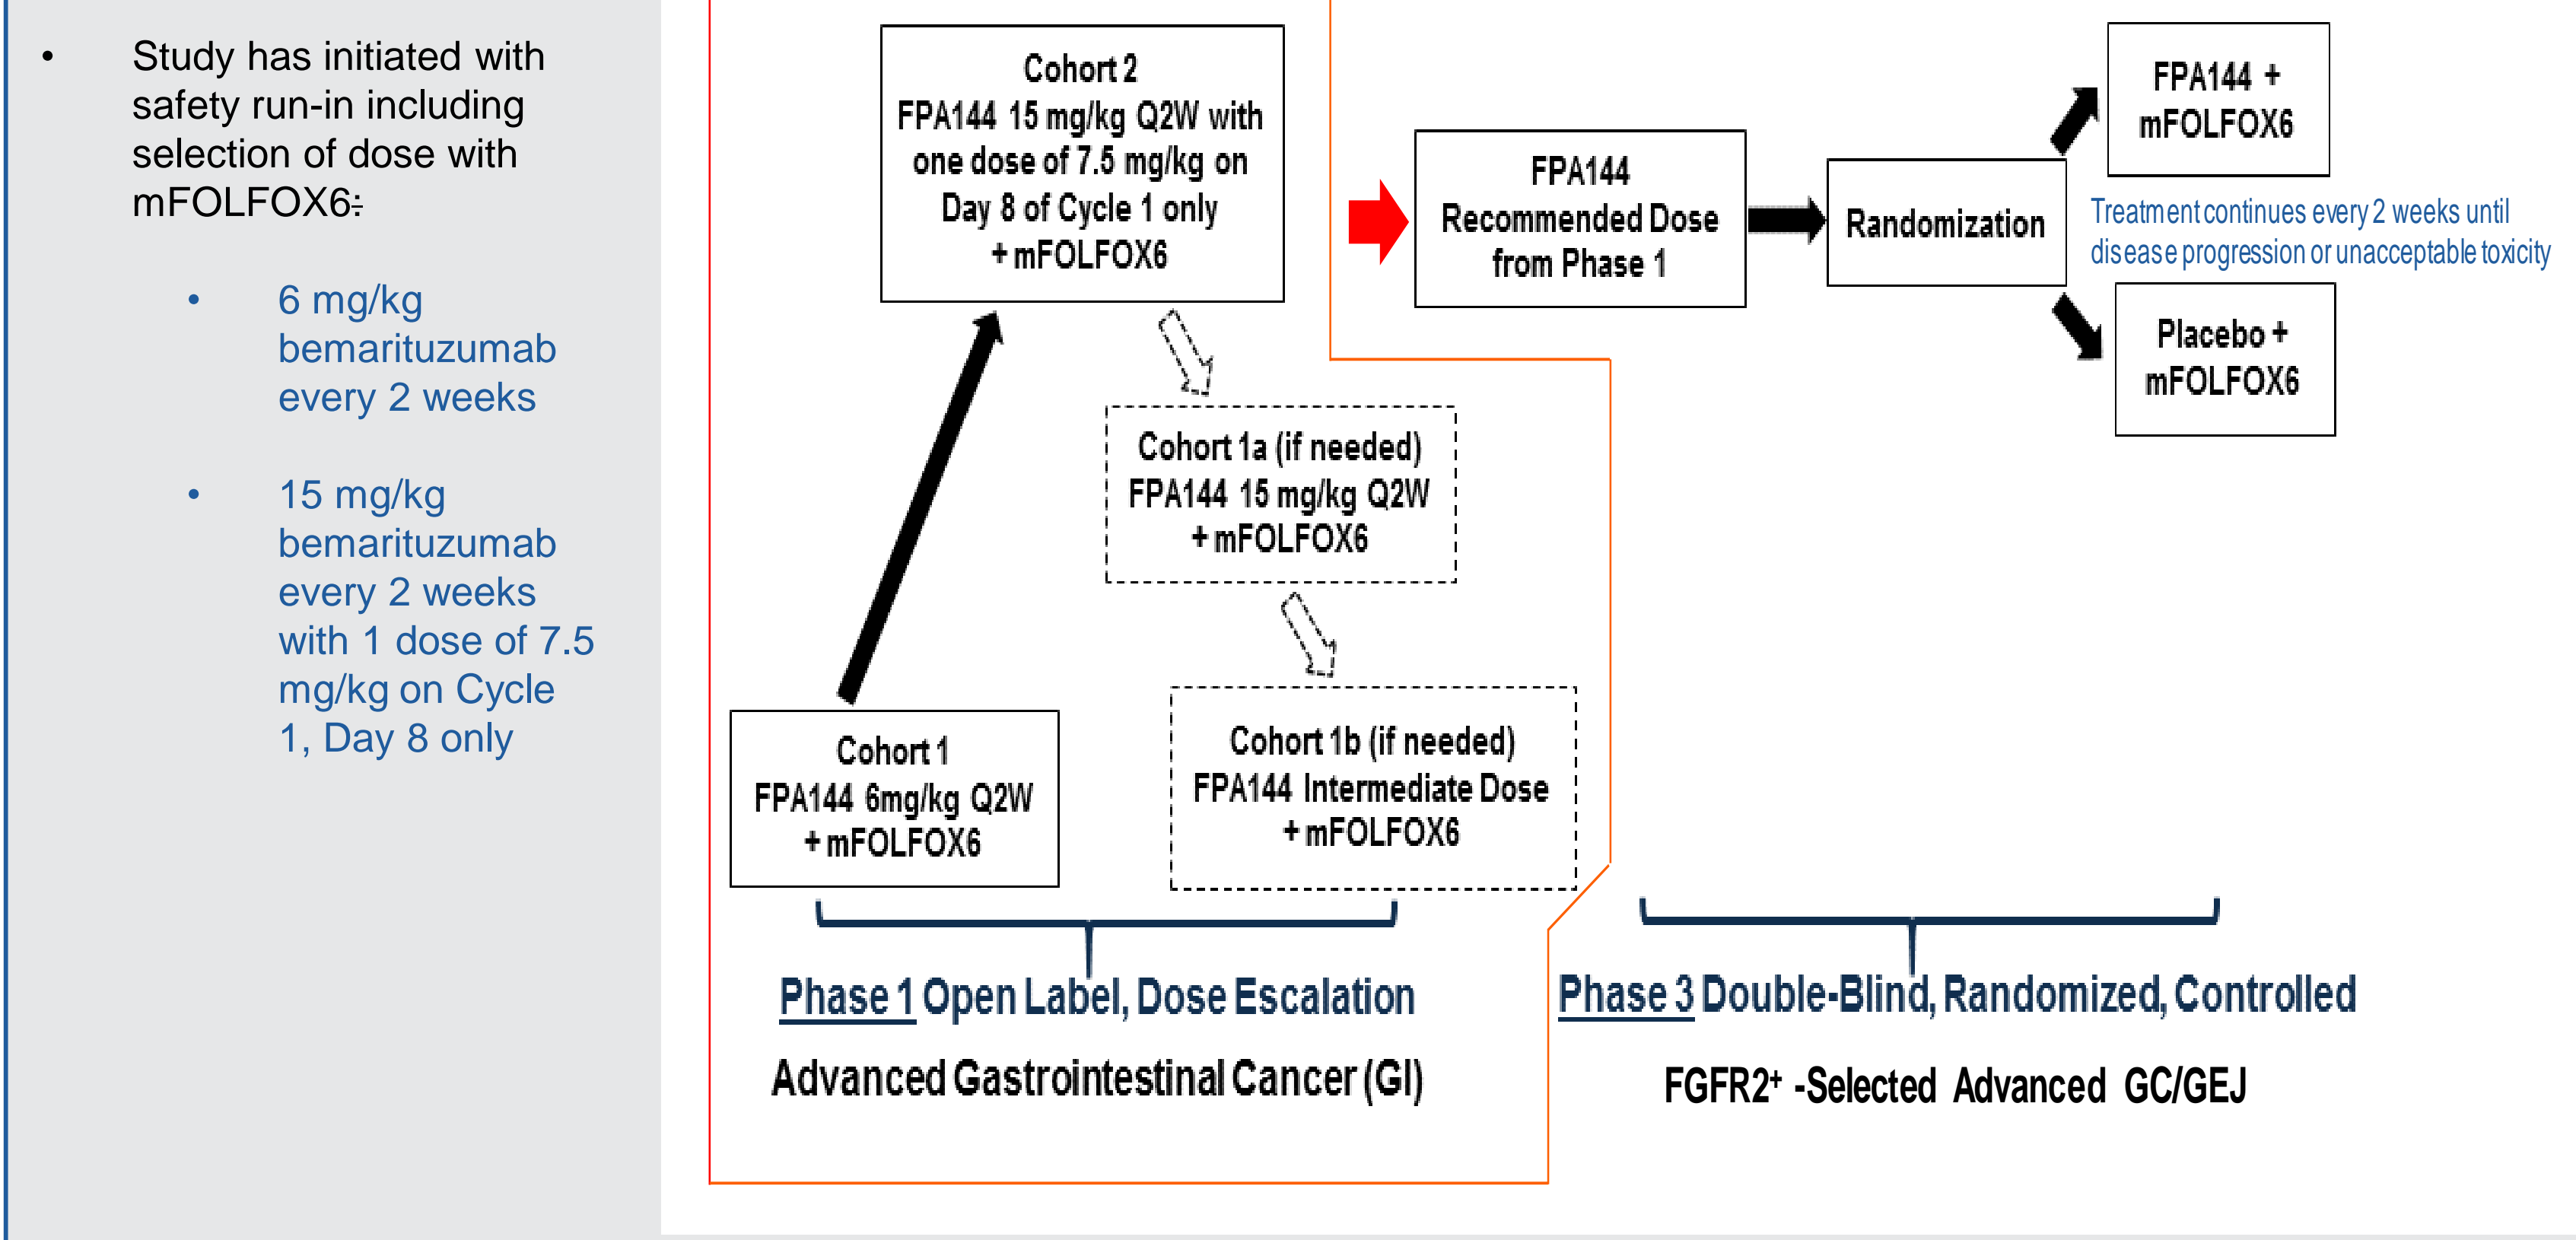 • Study has initiated with
safety run-in including
selection of dose with
mFOLFOX6:
• 6 mg/kg
bemarituzumab
every 2 weeks
• 15 mg/kg
bemarituzumab
every 2 weeks
with 1 dose of 7.5
mg/kg on Cycle
1, Day 8 only
Cohort 2
FPA144 15 mg/kg Q2W with
one dose of 7.5 mg/kg on
Day 8 of Cycle 1 only
+ mFOLFOX6
Cohort 1a (if needed)
FPA144 15 mg/kg Q2W
+ mFOLFOX6
Cohort 1
FPA144 6mg/kg Q2W
+ mFOLFOX6
Cohort 1b (if needed)
FPA144 Intermediate Dose
+ mFOLFOX6
Phase 1 Open Label, Dose Escalation
Advanced Gastrointestinal Cancer (GI)
FPA144
Recommended Dose
from Phase 1
Randomization
FPA144 +
mFOLFOX6
Treatment continues every 2 weeks until
disease progression or unacceptable toxicity
Placebo +
mFOLFOX6
Phase 3 Double-Blind, Randomized, Controlled
FGFR2⁺ -Selected Advanced GC/GEJ